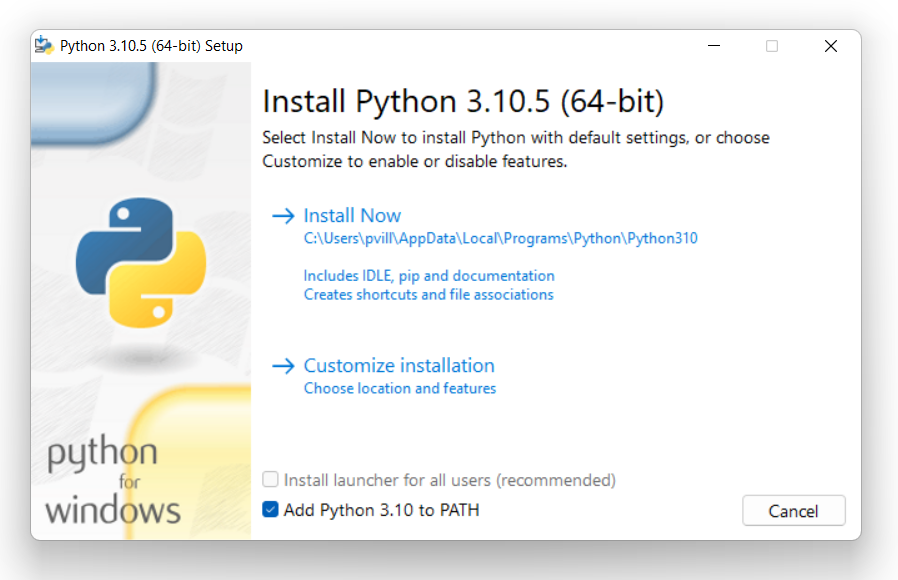 Python 3.10.5 (64-bit) Setup
Install Python 3.10.5 (64-bit)
Select Install Now to install Python with default settings, or choose
Customize to enable or disable features.
Install Now
C:\Users\pvill\AppData\Local\Programs\Python\Python310
Includes IDLE, pip and documentation
Creates shortcuts and file associations
Customize installation
Choose location and features
python
for
windows
Install launcher for all users (recommended)
Add Python 3.10 to PATH
Cancel